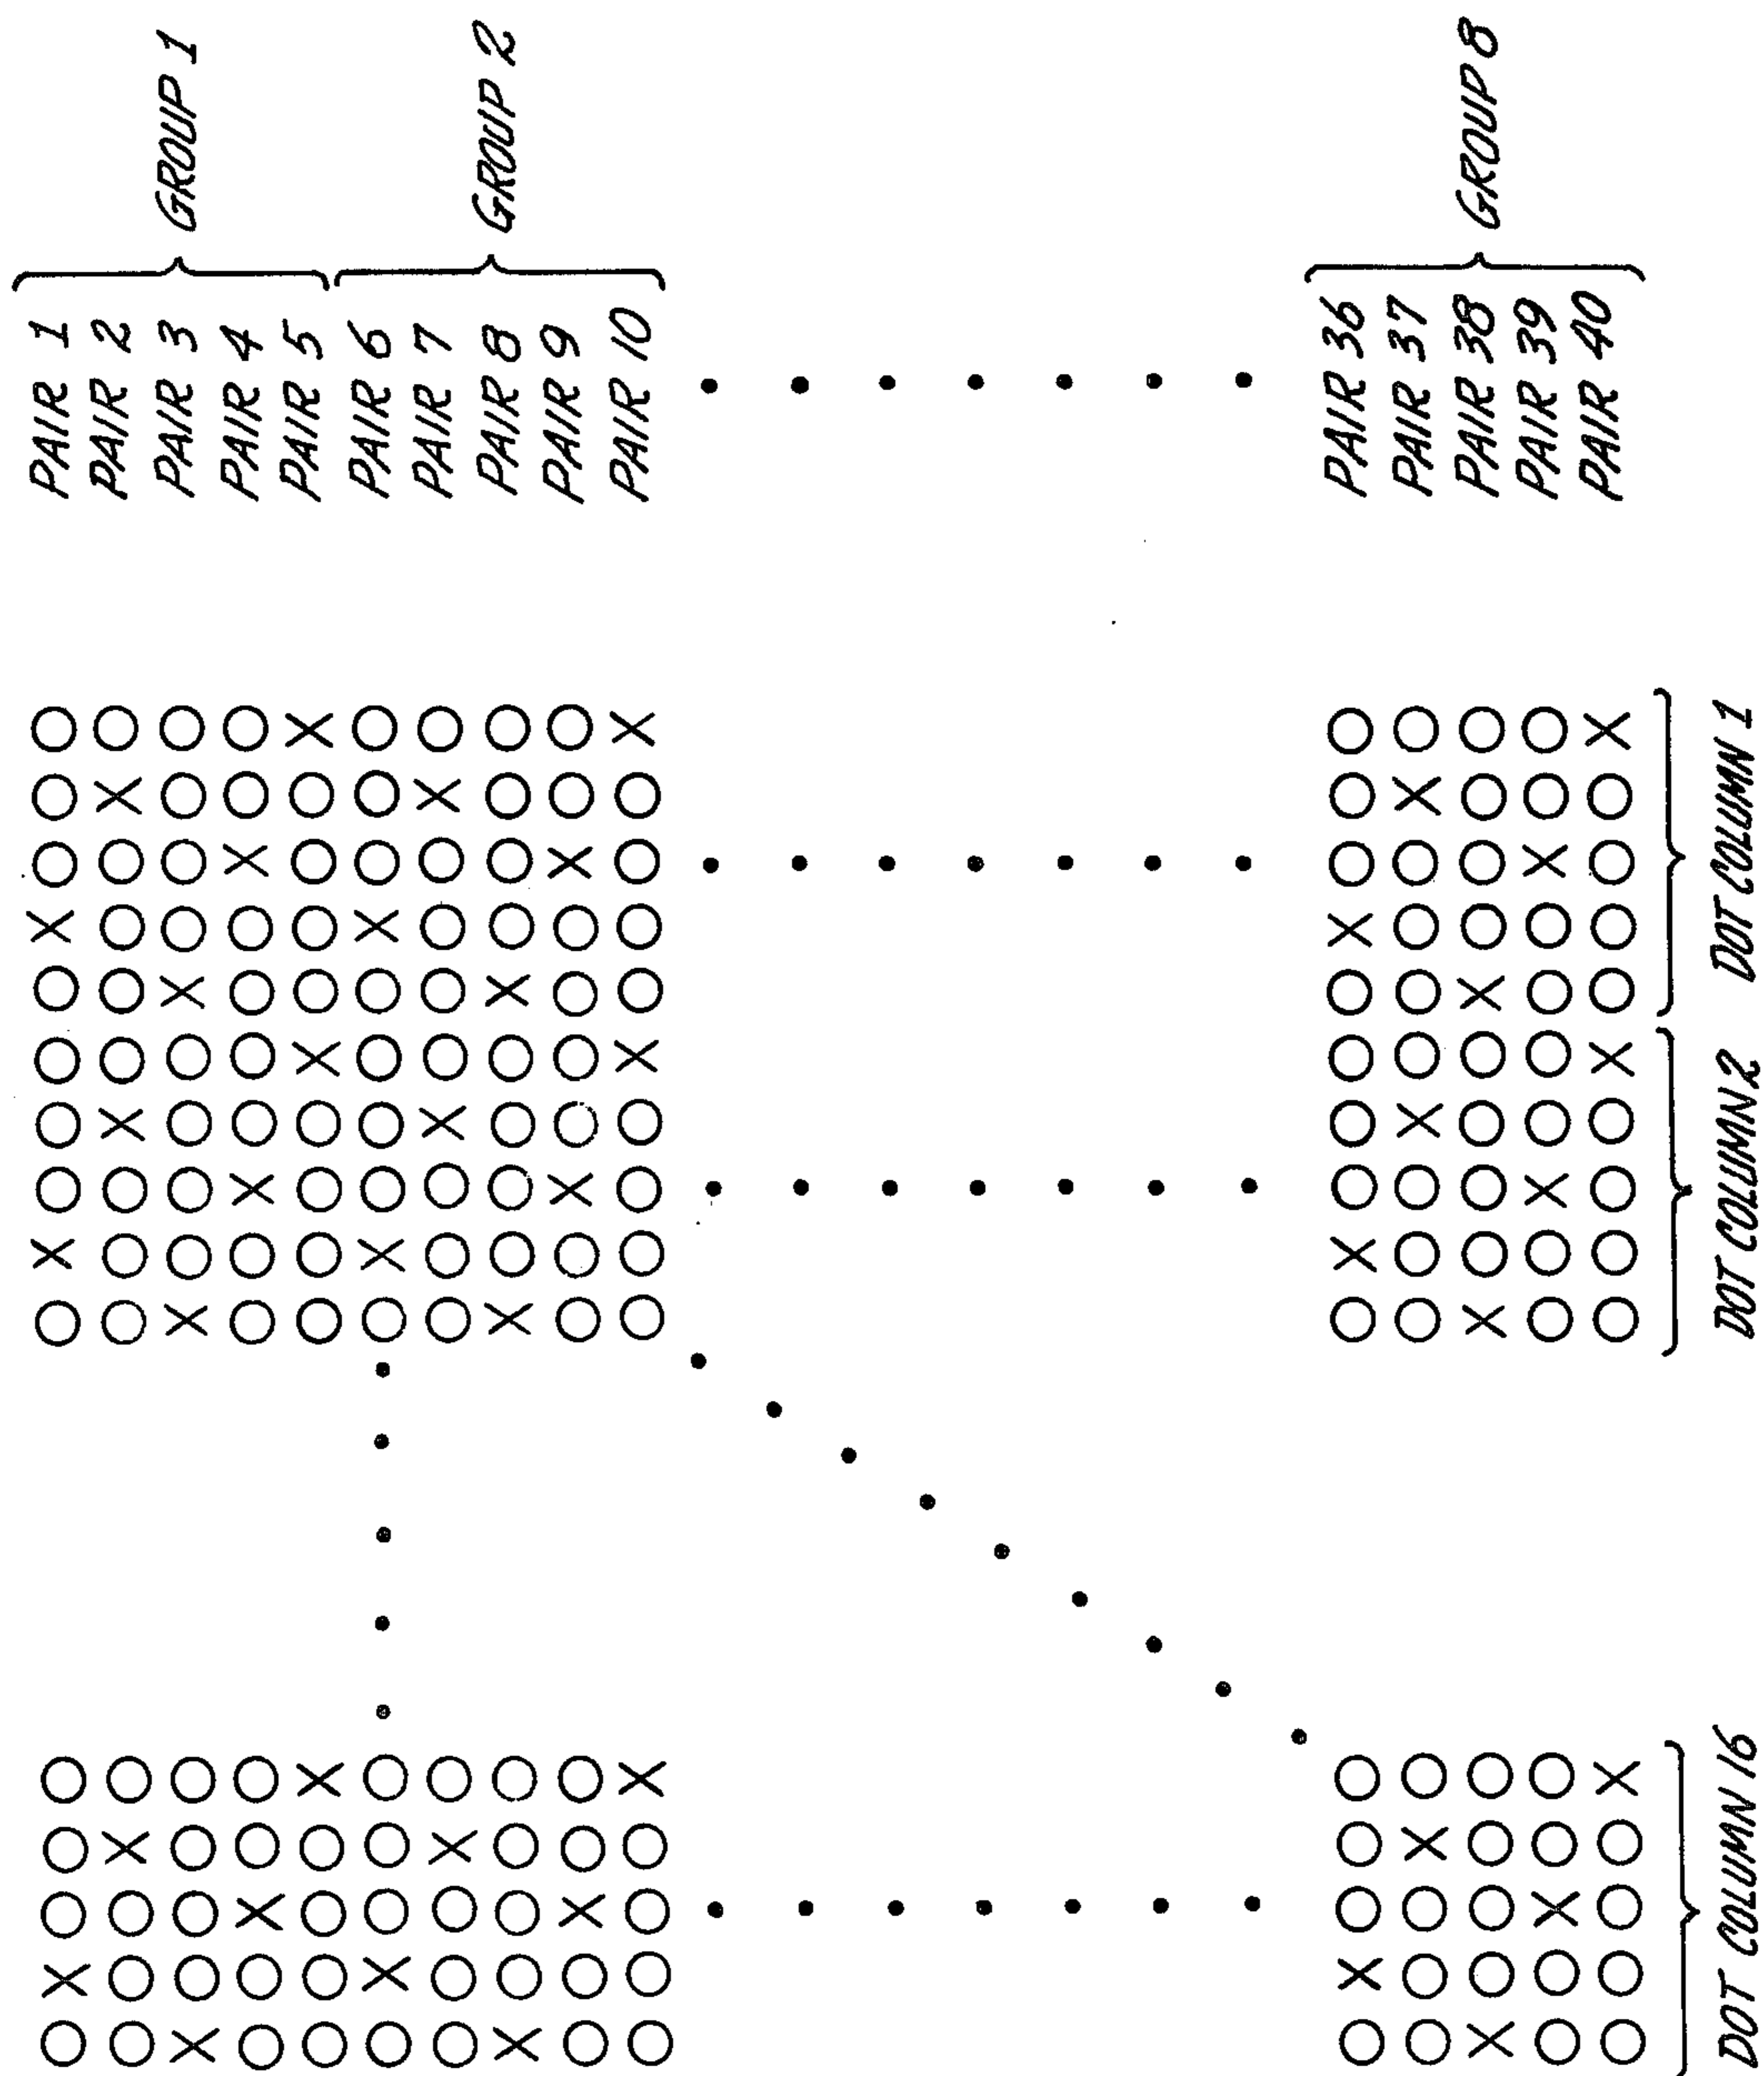 PAIR 1
PAIR 2
PAIR 3
PAIR 4
PAIR 5
PAIR 6
PAIR 7
PAIR 8
PAIR 9
PAIR 10
GROUP 1
GROUP 2
PAIR 36
PAIR 37
PAIR 38
PAIR 39
PAIR 40
GROUP 8
DOT COLUMN 16
DOT COLUMN 2
DOT COLUMN 1